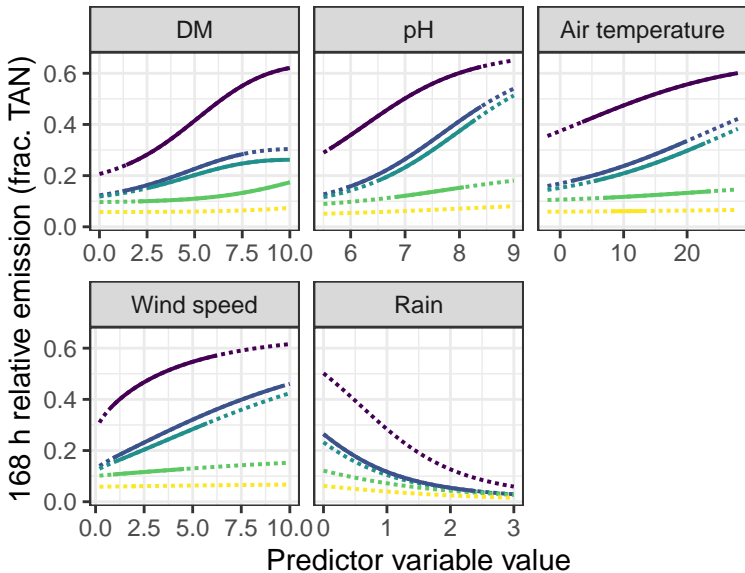 DM
pH
Air temperature
0.6
0.4
0.2
0.0
0.0 2.5 5.0 7.5 10.0
6 7 8 9
0 10 20
Wind speed
Rain
0.6
0.4
0.2
0.0
0.0 2.5 5.0 7.5 10.0
0 1 2 3
168 h relative emission (frac. TAN)
Predictor variable value